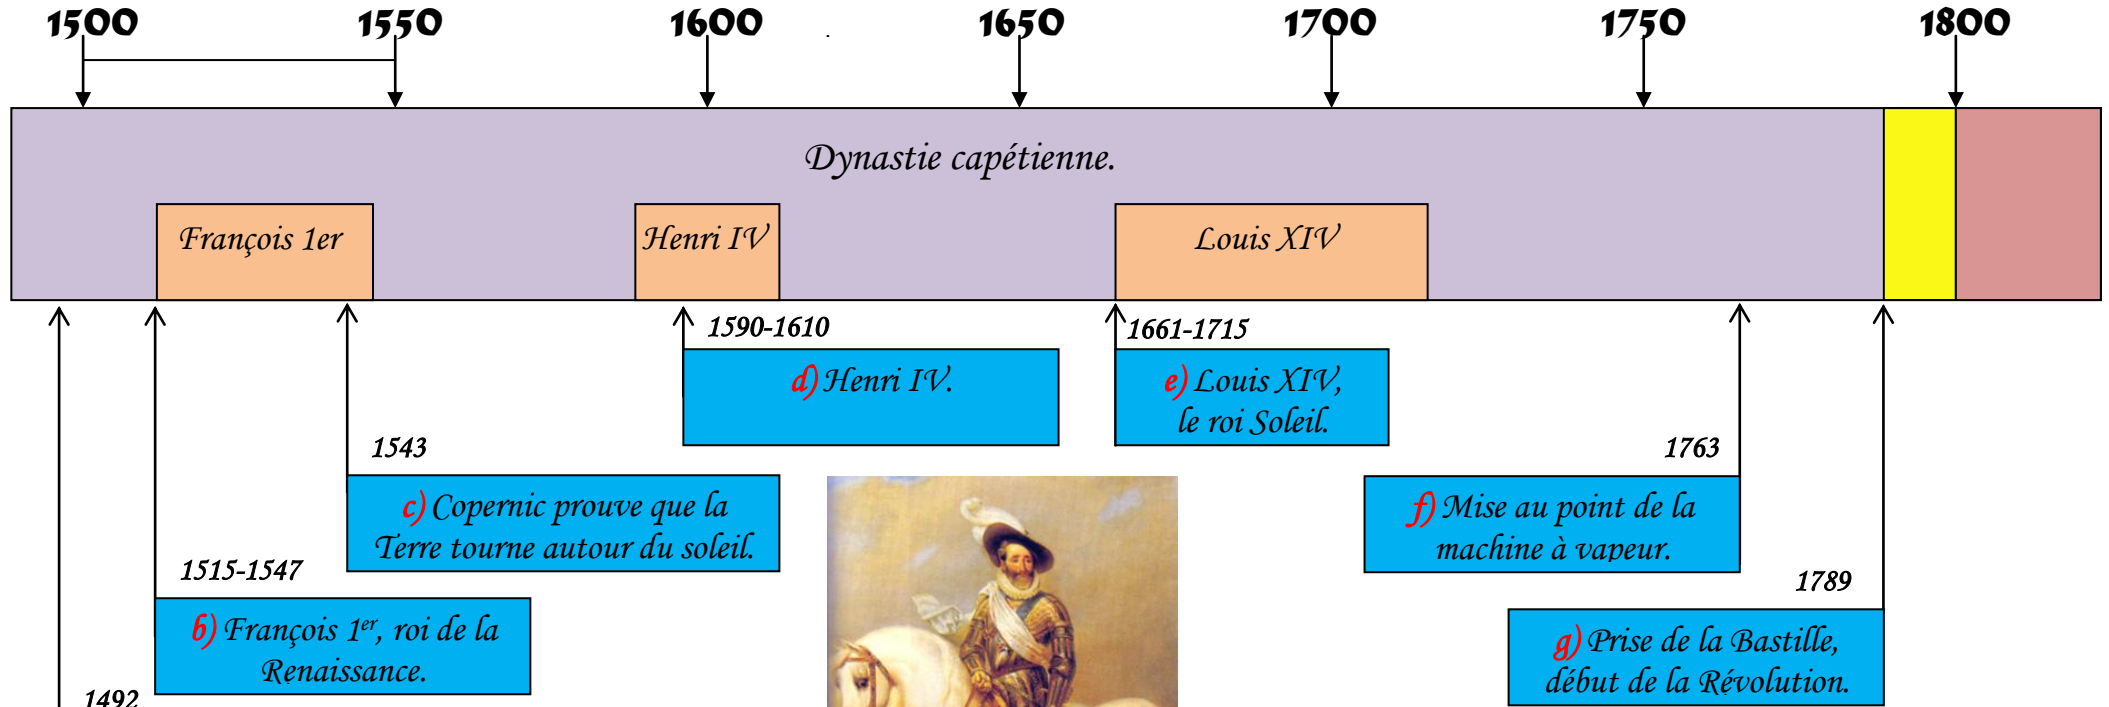 1500 1550 1600 1650 1700 1750 1800
Dynastie capétienne.
François 1er
Henri IV
Louis XIV
1590-1610
d) Henri IV.
1661-1715
e) Louis XIV,
le roi Soleil.
1543
c) Copernic prouve que la
Terre tourne autour du soleil.
1763
f) Mise au point de la
machine à vapeur.
1515-1547
b) François 1er, roi de la
Renaissance.
1789
g) Prise de la Bastille,
début de la Révolution.
1492